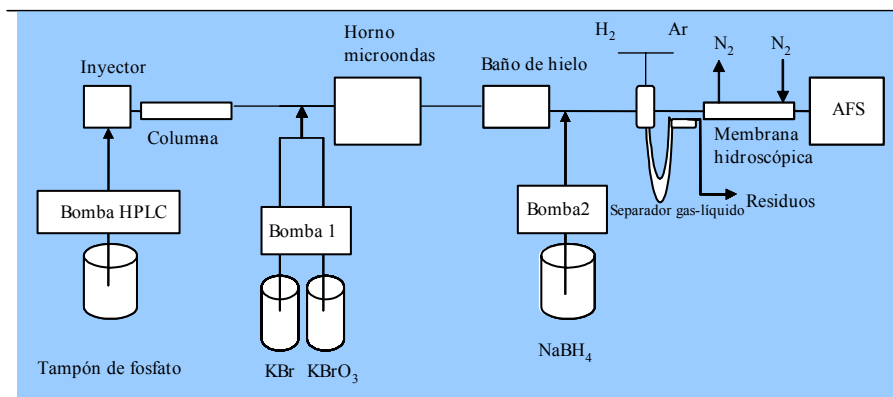 Inyector
Columna
Bomba HPLC
Tampón de fosfato
Horno
microondas
Bomba 1
KBr
KBrO₃
Baño de hielo
Bomba2
NaBH₄
H₂
Ar
Separador gas-líquido
Residuos
N₂
N₂
Membrana
hidroscópica
AFS